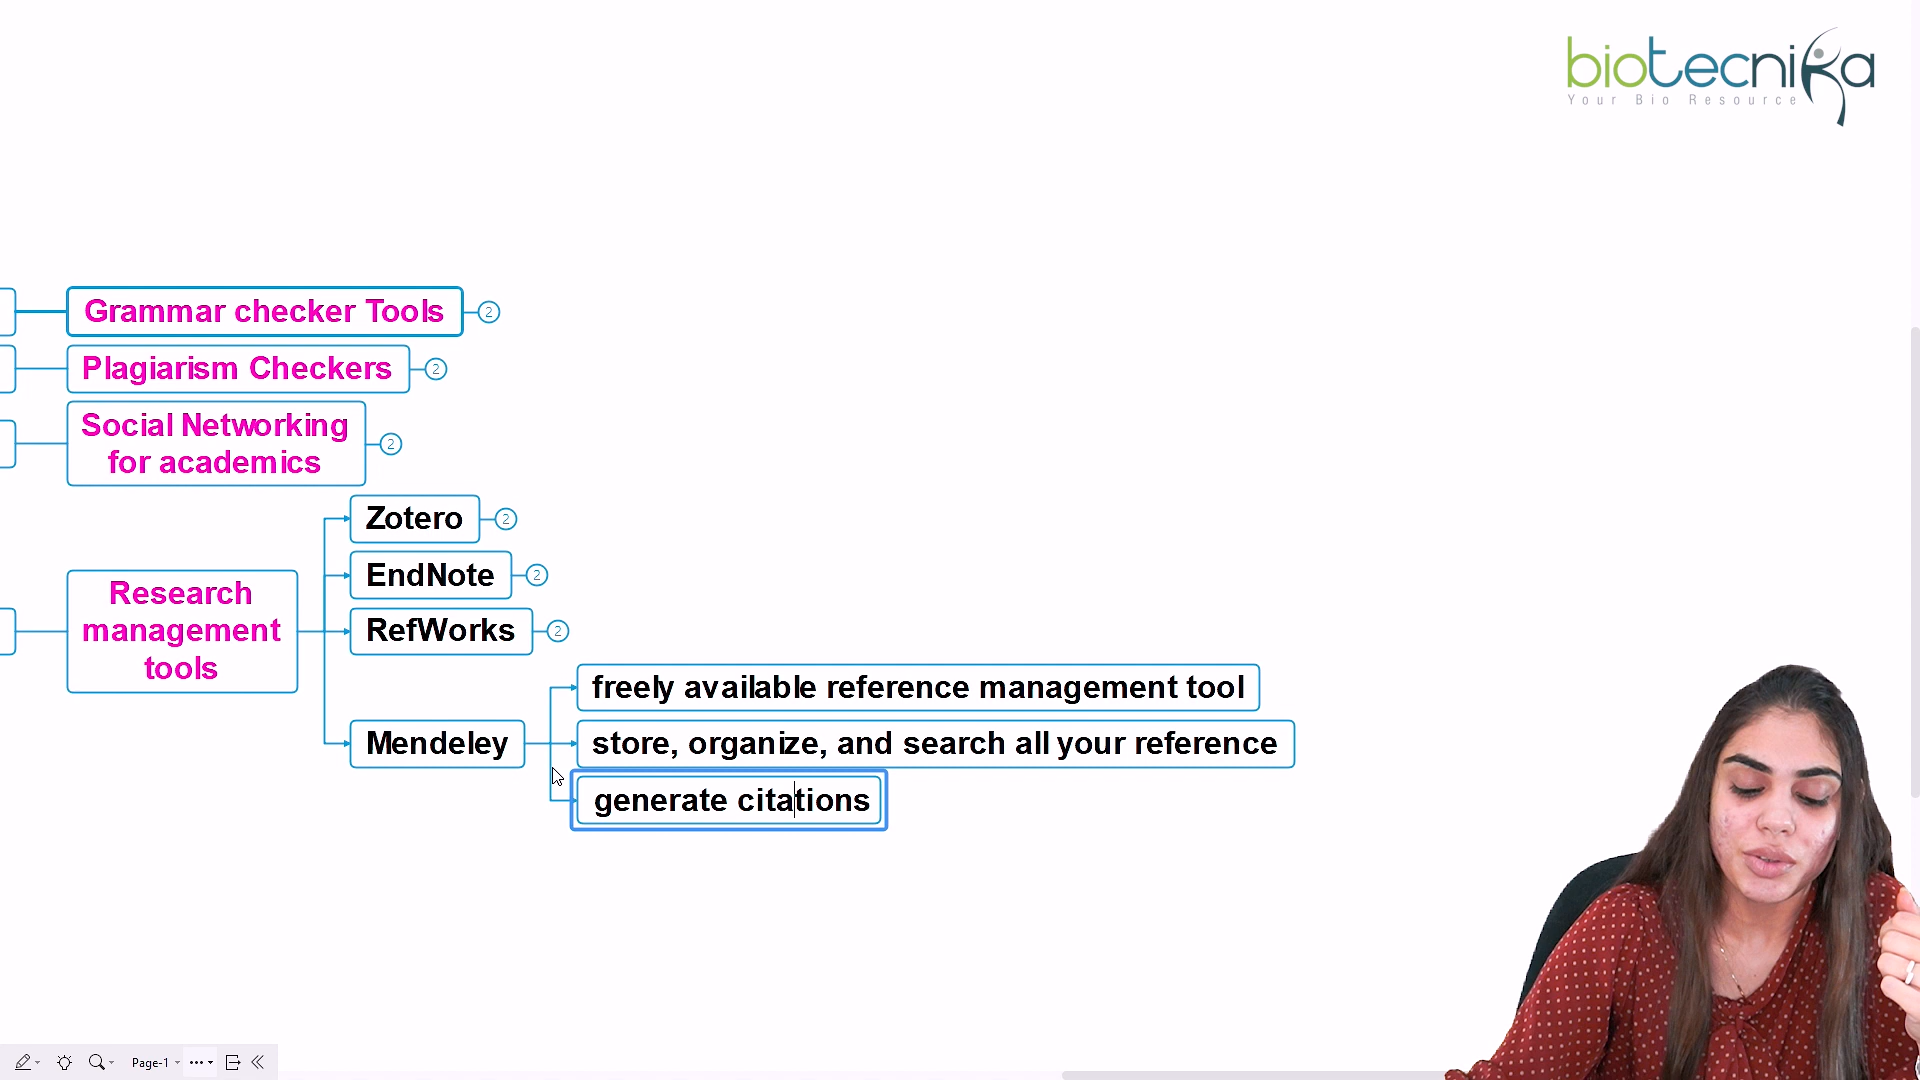 biotecnika
Your Bio Resource
Grammar checker Tools
2
Plagiarism Checkers
2
Social Networking
for academics
2
Zotero
2
EndNote
2
Research
management
tools
RefWorks
2
freely available reference management tool
Mendeley
store, organize, and search all your reference
generate citations
Page-1